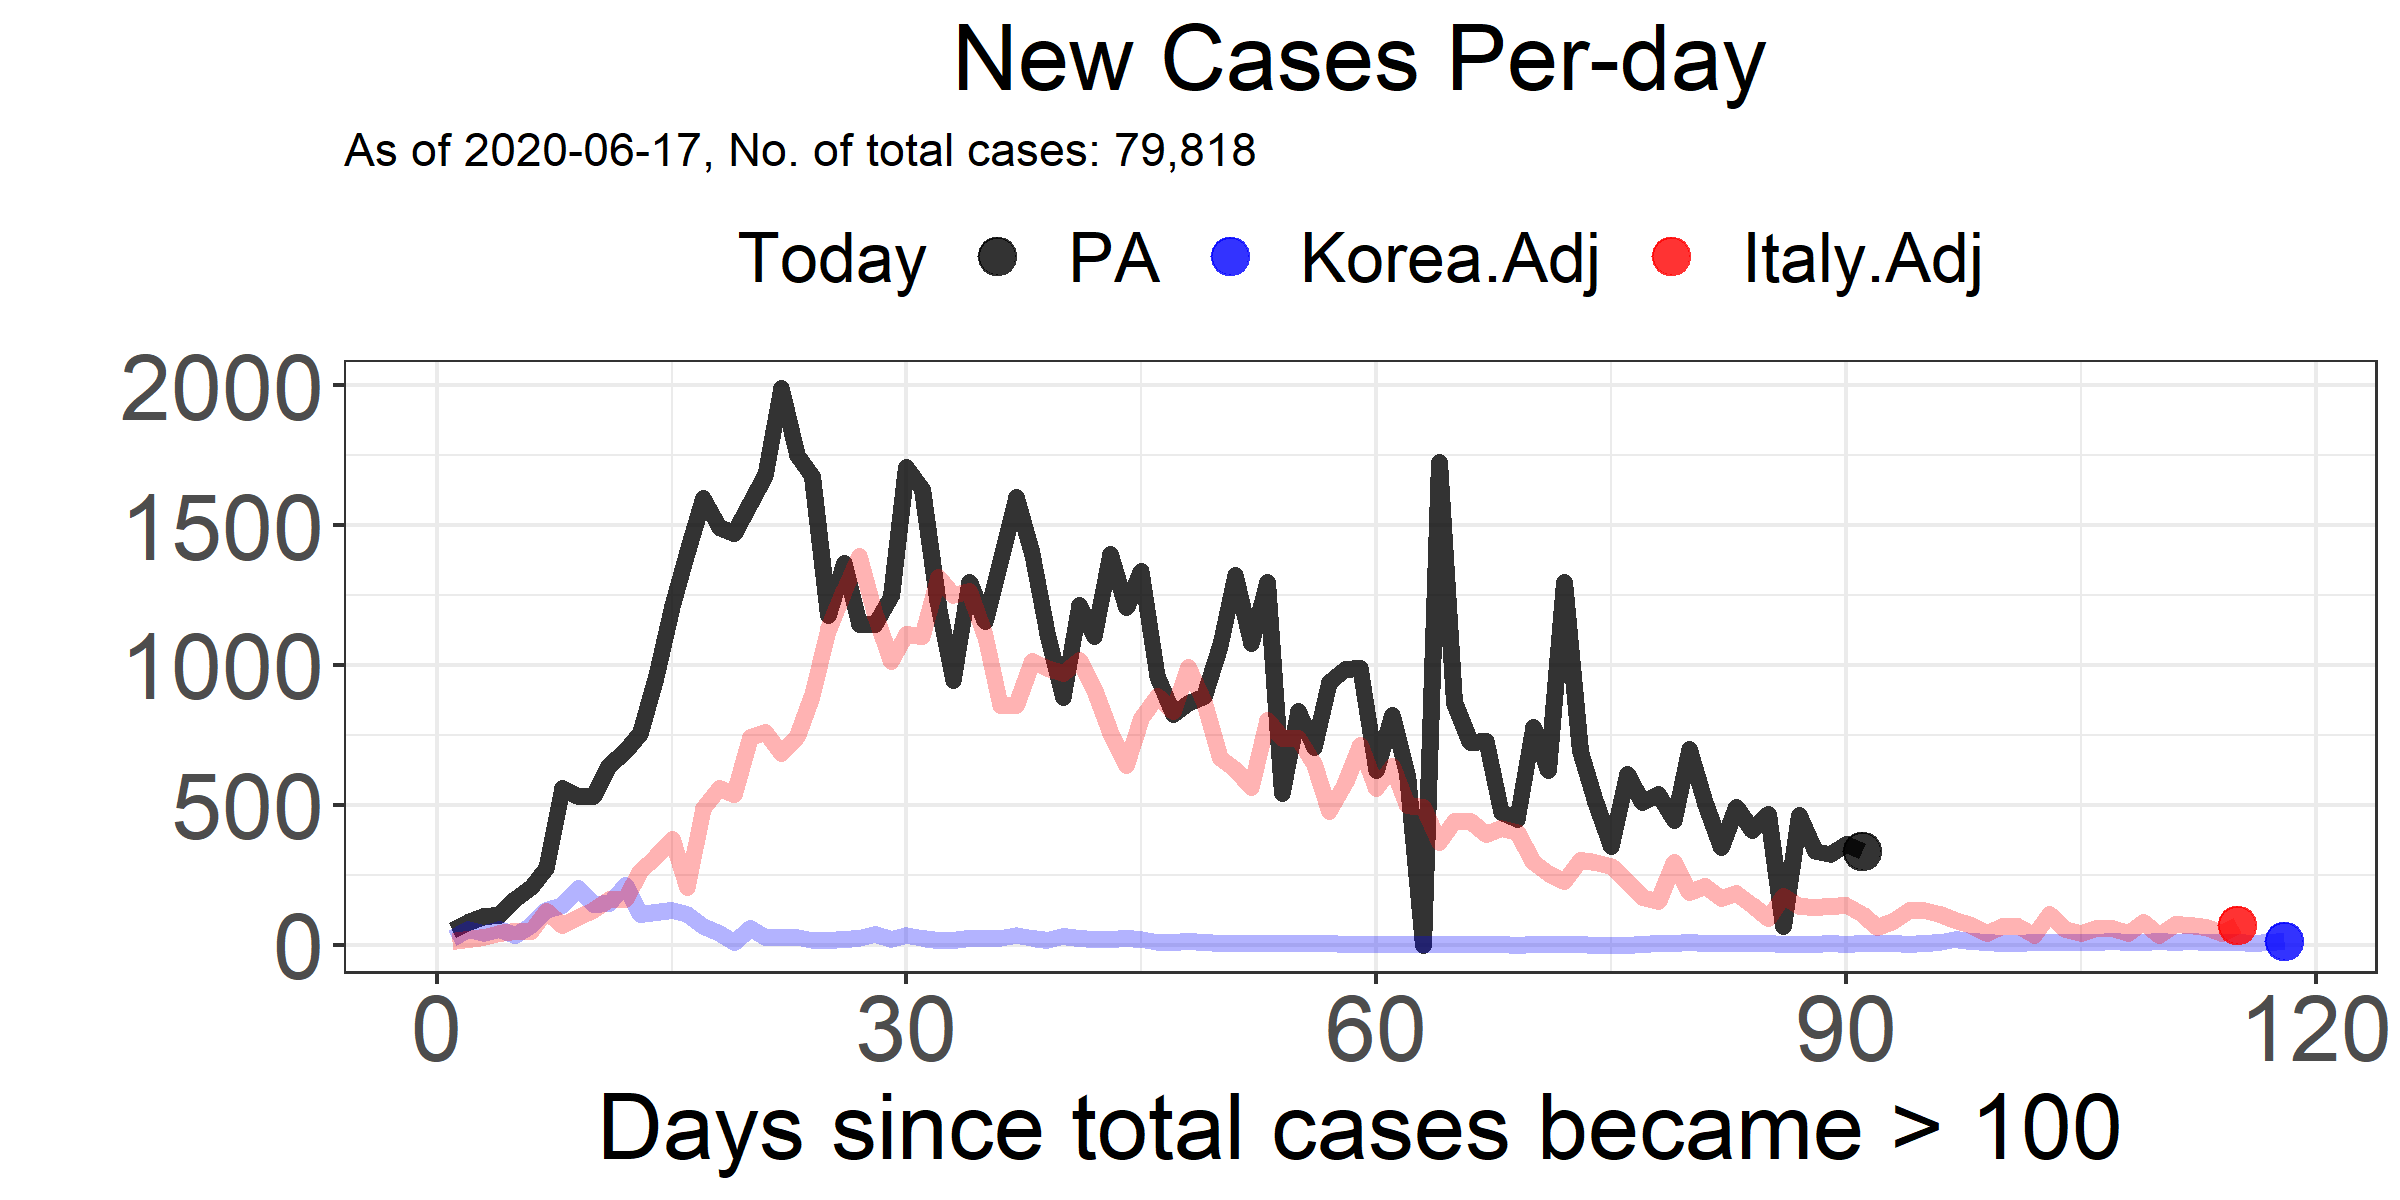 New Cases Per-day
As of 2020-06-17, No. of total cases: 79,818
Today PA Korea.Adj Italy.Adj
2000
1500
1000
500
0
0 30 60 90 120
Days since total cases became > 100